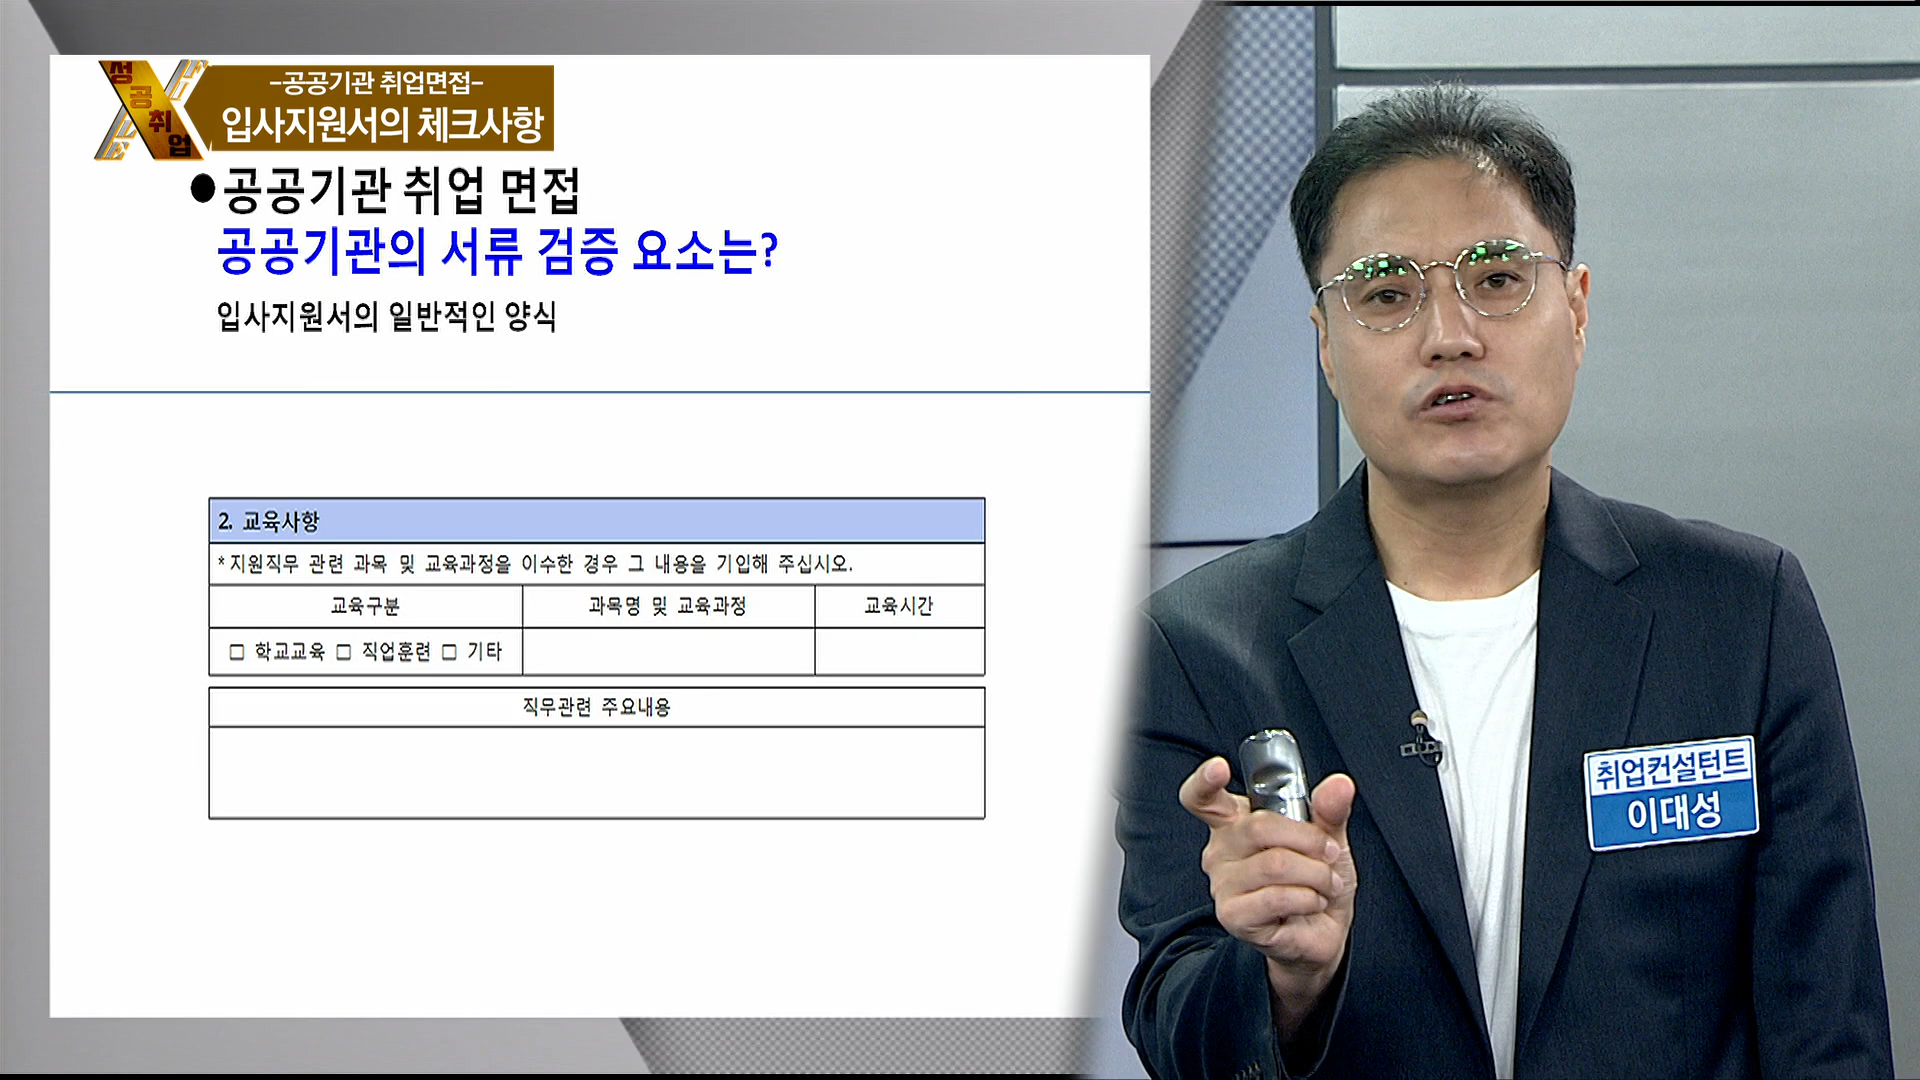 성공취업
X FILE
-공공기관 취업면접-
입사지원서의 체크사항
●공공기관 취업 면접
공공기관의 서류 검증 요소는?
입사지원서의 일반적인 양식
2. 교육사항
* 지원직무 관련 과목 및 교육과정을 이수한 경우 그 내용을 기입해 주십시오.
교육구분 과목명 및 교육과정 교육시간
□ 학교교육 □ 직업훈련 □ 기타
직무관련 주요내용
취업컨설턴트
이대성